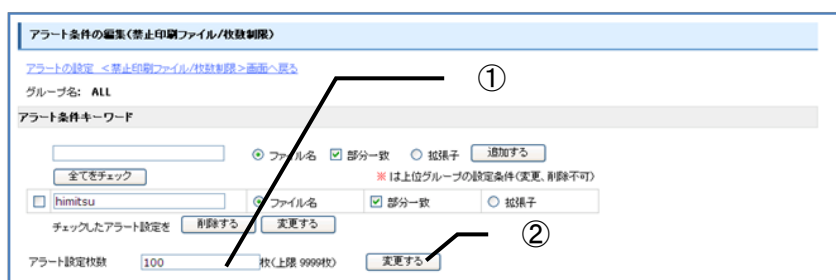 アラート条件の編集(禁止印刷ファイル/枚数制限)
アラートの設定 <禁止印刷ファイル/枚数制限>画面へ戻る
①
グループ名: ALL
アラート条件キーワード
ファイル名 部分一致 拡張子 追加する
全てをチェック ※ は上位グループの設定条件(変更、削除不可)
himitsu ファイル名 部分一致 拡張子
チェックしたアラート設定を 削除する 変更する
②
アラート設定枚数 100 枚(上限 9999枚) 変更する